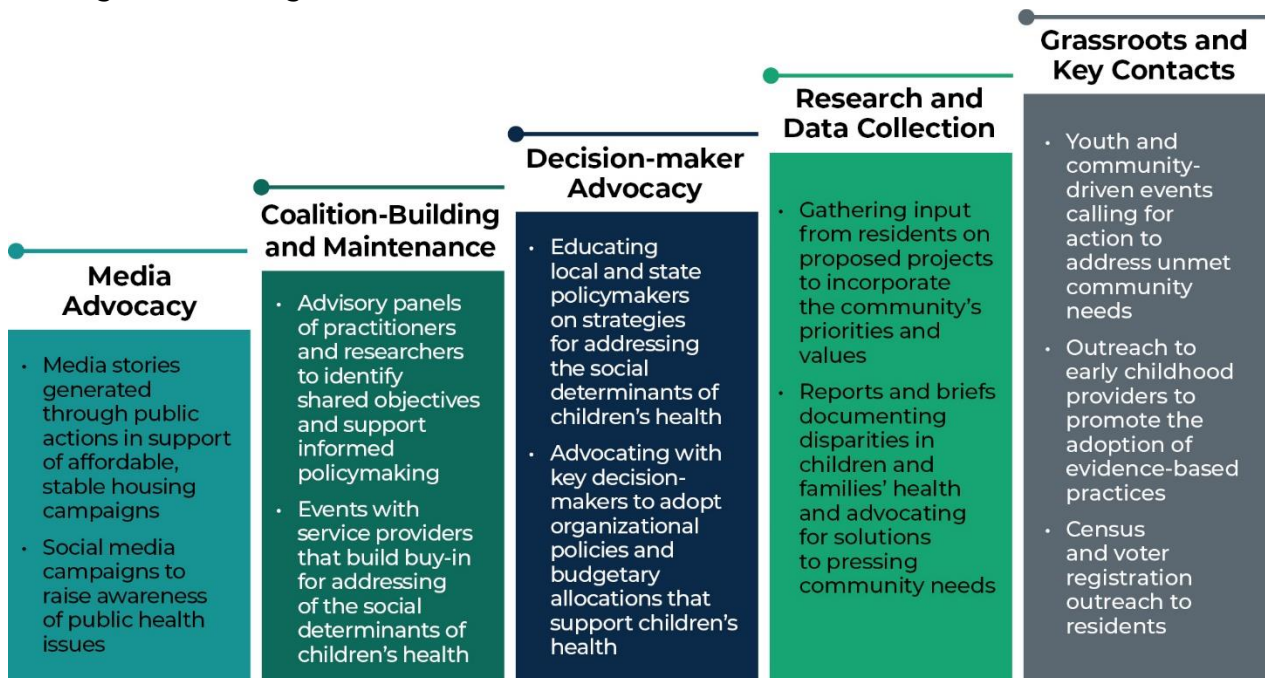 Media
Advocacy
• Media stories
generated
through public
actions in support
of affordable,
stable housing
campaigns
• Social media
campaigns to
raise awareness
of public health
issues
Coalition-Building
and Maintenance
• Advisory panels
of practitioners
and researchers
to identify
shared objectives
and support
informed
policymaking
• Events with
service providers
that build buy-in
for addressing
of the social
determinants of
children's health
Decision-maker
Advocacy
• Educating
local and state
policymakers
on strategies
for addressing
the social
determinants of
children's health
• Advocating with
key decision-
makers to adopt
organizational
policies and
budgetary
allocations that
support children's
health
Research and
Data Collection
• Gathering input
from residents on
proposed projects
to incorporate
the community's
priorities and
values
• Reports and briefs
documenting
disparities in
children and
families' health
and advocating
for solutions
to pressing
community needs
Grassroots and
Key Contacts
• Youth and
community-
driven events
calling for
action to
address unmet
community
needs
• Outreach to
early childhood
providers to
promote the
adoption of
evidence-based
practices
• Census
and voter
registration
outreach to
residents